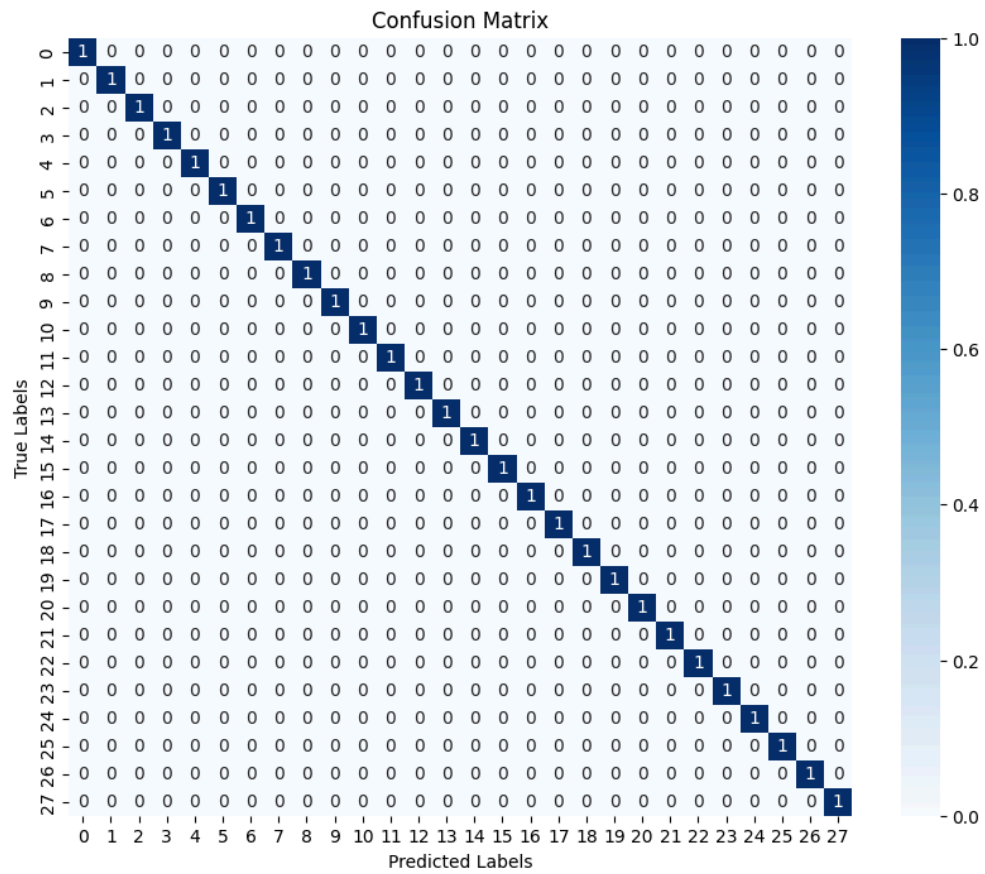 Confusion Matrix
0 1 0 0 0 0 0 0 0 0 0 0 0 0 0 0 0 0 0 0 0 0 0 0 0 0 0 0 0 1.0
1 0 1 0 0 0 0 0 0 0 0 0 0 0 0 0 0 0 0 0 0 0 0 0 0 0 0 0 0
2 0 0 1 0 0 0 0 0 0 0 0 0 0 0 0 0 0 0 0 0 0 0 0 0 0 0 0 0
3 0 0 0 1 0 0 0 0 0 0 0 0 0 0 0 0 0 0 0 0 0 0 0 0 0 0 0 0
4 0 0 0 0 1 0 0 0 0 0 0 0 0 0 0 0 0 0 0 0 0 0 0 0 0 0 0 0
5 0 0 0 0 0 1 0 0 0 0 0 0 0 0 0 0 0 0 0 0 0 0 0 0 0 0 0 0 0.8
6 0 0 0 0 0 0 1 0 0 0 0 0 0 0 0 0 0 0 0 0 0 0 0 0 0 0 0 0
7 0 0 0 0 0 0 0 1 0 0 0 0 0 0 0 0 0 0 0 0 0 0 0 0 0 0 0 0
8 0 0 0 0 0 0 0 0 1 0 0 0 0 0 0 0 0 0 0 0 0 0 0 0 0 0 0 0
9 0 0 0 0 0 0 0 0 0 1 0 0 0 0 0 0 0 0 0 0 0 0 0 0 0 0 0 0
10 0 0 0 0 0 0 0 0 0 0 1 0 0 0 0 0 0 0 0 0 0 0 0 0 0 0 0 0
11 0 0 0 0 0 0 0 0 0 0 0 1 0 0 0 0 0 0 0 0 0 0 0 0 0 0 0 0 0.6
12 0 0 0 0 0 0 0 0 0 0 0 0 1 0 0 0 0 0 0 0 0 0 0 0 0 0 0 0
13 0 0 0 0 0 0 0 0 0 0 0 0 0 1 0 0 0 0 0 0 0 0 0 0 0 0 0 0
True Labels
14 0 0 0 0 0 0 0 0 0 0 0 0 0 0 1 0 0 0 0 0 0 0 0 0 0 0 0 0
15 0 0 0 0 0 0 0 0 0 0 0 0 0 0 0 1 0 0 0 0 0 0 0 0 0 0 0 0
16 0 0 0 0 0 0 0 0 0 0 0 0 0 0 0 0 1 0 0 0 0 0 0 0 0 0 0 0 0.4
17 0 0 0 0 0 0 0 0 0 0 0 0 0 0 0 0 0 1 0 0 0 0 0 0 0 0 0 0
18 0 0 0 0 0 0 0 0 0 0 0 0 0 0 0 0 0 0 1 0 0 0 0 0 0 0 0 0
19 0 0 0 0 0 0 0 0 0 0 0 0 0 0 0 0 0 0 0 1 0 0 0 0 0 0 0 0
20 0 0 0 0 0 0 0 0 0 0 0 0 0 0 0 0 0 0 0 0 1 0 0 0 0 0 0 0
21 0 0 0 0 0 0 0 0 0 0 0 0 0 0 0 0 0 0 0 0 0 1 0 0 0 0 0 0
22 0 0 0 0 0 0 0 0 0 0 0 0 0 0 0 0 0 0 0 0 0 0 1 0 0 0 0 0 0.2
23 0 0 0 0 0 0 0 0 0 0 0 0 0 0 0 0 0 0 0 0 0 0 0 1 0 0 0 0
24 0 0 0 0 0 0 0 0 0 0 0 0 0 0 0 0 0 0 0 0 0 0 0 0 1 0 0 0
25 0 0 0 0 0 0 0 0 0 0 0 0 0 0 0 0 0 0 0 0 0 0 0 0 0 1 0 0
26 0 0 0 0 0 0 0 0 0 0 0 0 0 0 0 0 0 0 0 0 0 0 0 0 0 0 1 0
27 0 0 0 0 0 0 0 0 0 0 0 0 0 0 0 0 0 0 0 0 0 0 0 0 0 0 0 1 0.0
0 1 2 3 4 5 6 7 8 9 10 11 12 13 14 15 16 17 18 19 20 21 22 23 24 25 26 27
Predicted Labels